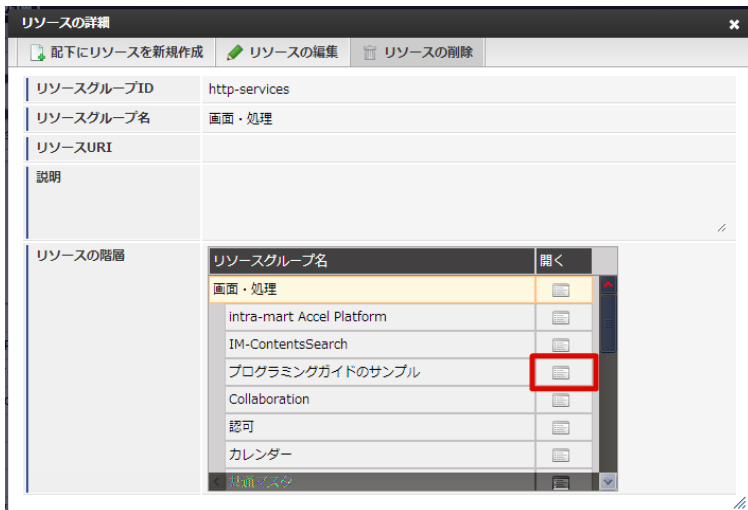 リソースの詳細
配下にリソースを新規作成 リソースの編集 リソースの削除
リソースグループID http-services
リソースグループ名 画面・処理
リソースURI
説明
リソースの階層
リソースグループ名 開く
画面・処理
intra-mart Accel Platform
IM-ContentsSearch
プログラミングガイドのサンプル
Collaboration
認可
カレンダー
共通マスタ